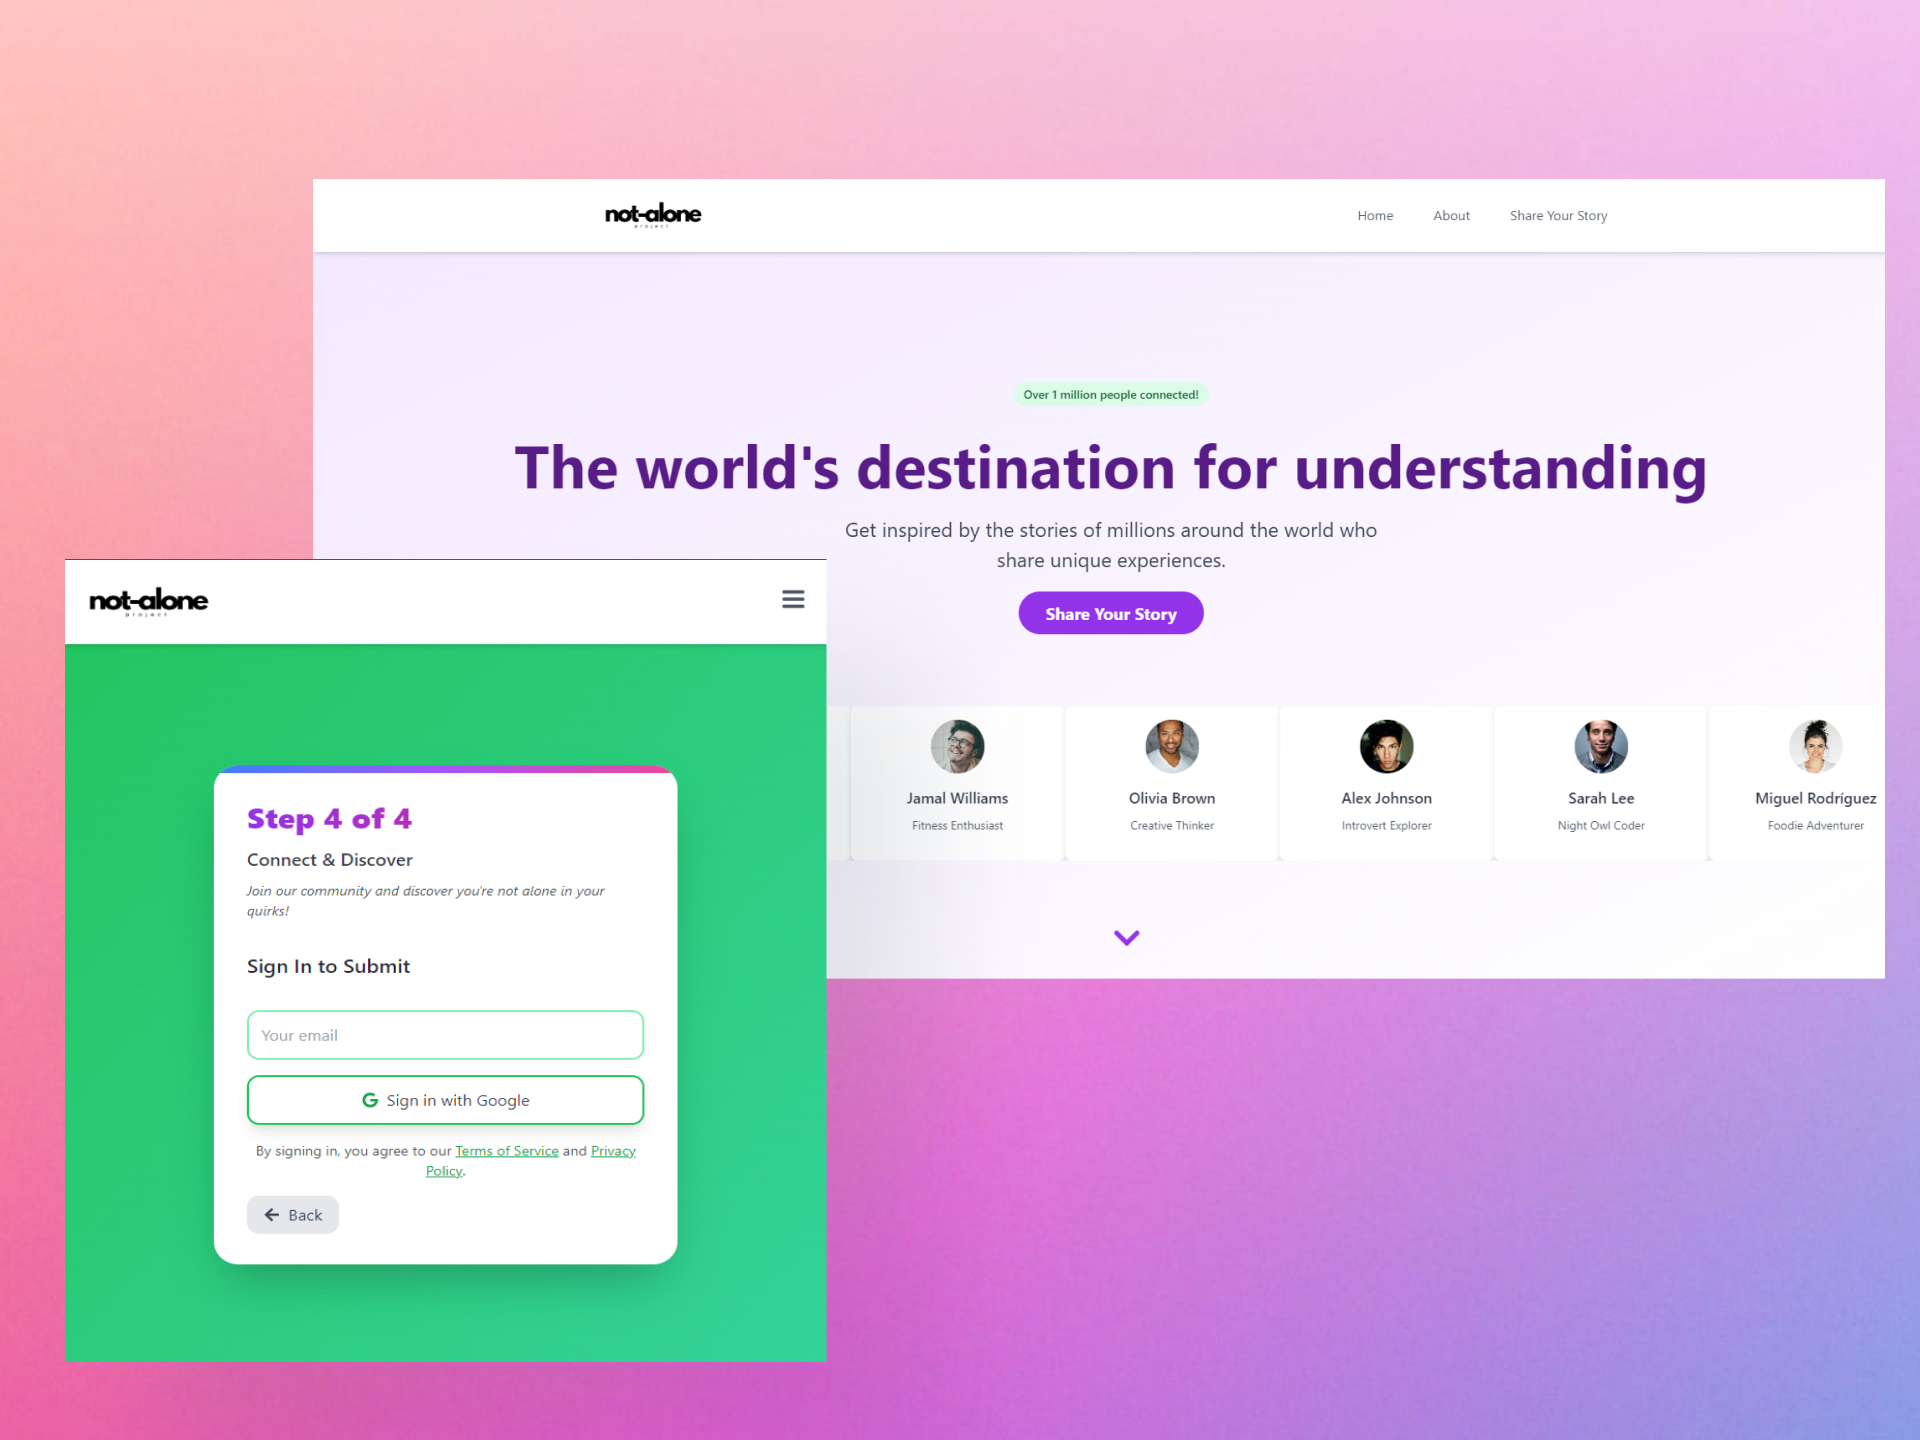 not-alone
project
Home
About
Share Your Story
Over 1 million people connected!
The world's destination for understanding
Get inspired by the stories of millions around the world who
share unique experiences.
Share Your Story
Jamal Williams
Fitness Enthusiast
Olivia Brown
Creative Thinker
Alex Johnson
Introvert Explorer
Sarah Lee
Night Owl Coder
Miguel Rodríguez
Foodie Adventurer
not-alone
project
Step 4 of 4
Connect & Discover
Join our community and discover you're not alone in your
quirks!
Sign In to Submit
Your email
Sign in with Google
By signing in, you agree to our Terms of Service and Privacy
Policy.
Back